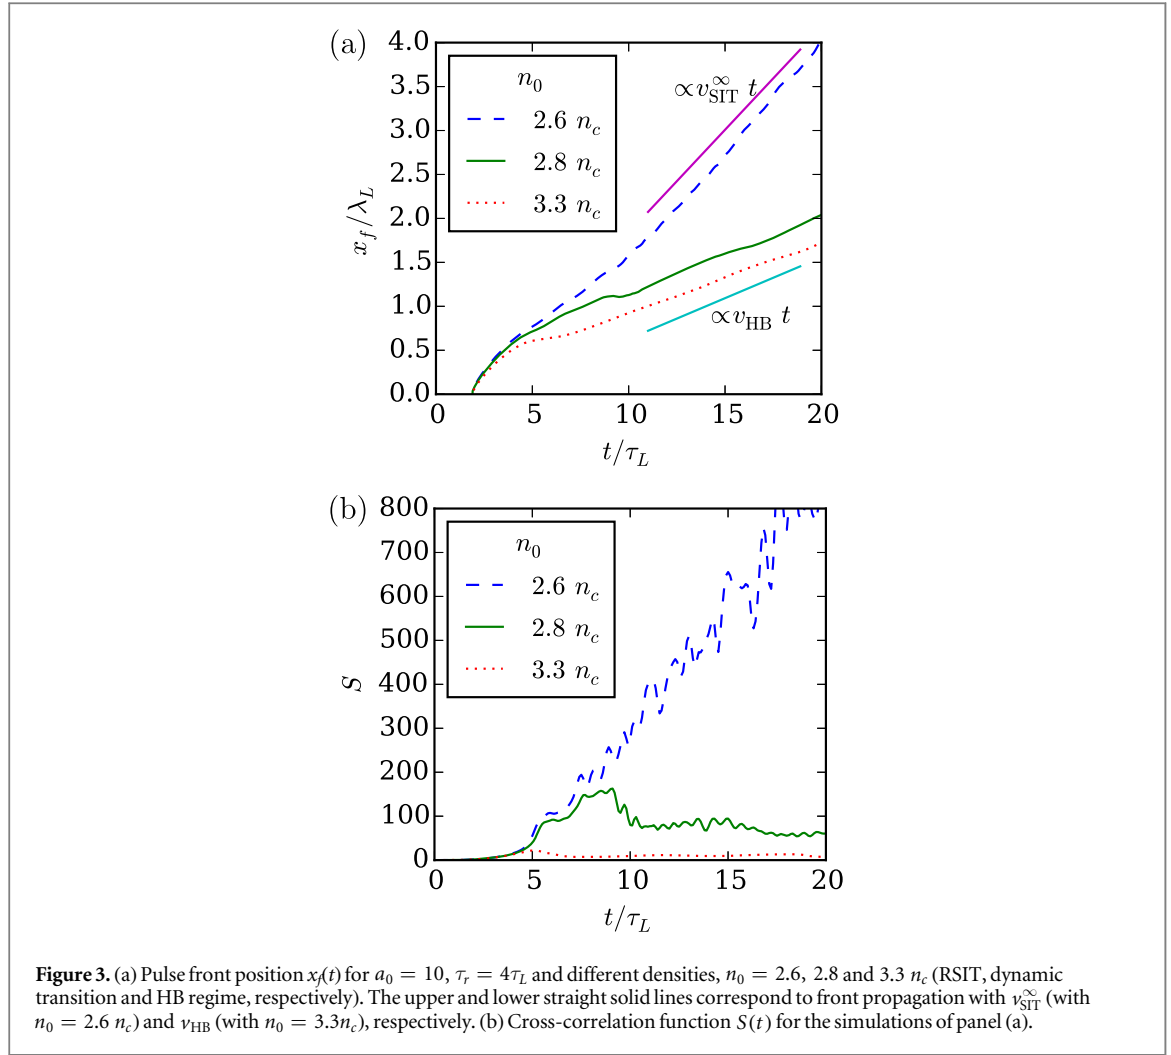 (a)
4.0
3.5
3.0
2.5
2.0
1.5
1.0
0.5
0.0
x_f/λ_L
n_0
2.6 n_c
2.8 n_c
3.3 n_c
∝v_SIT^∞ t
∝v_HB t
0 5 10 15 20
t/τ_L
(b)
800
700
600
500
400
300
200
100
0
S
n_0
2.6 n_c
2.8 n_c
3.3 n_c
0 5 10 15 20
t/τ_L
Figure 3. (a) Pulse front position x_f(t) for a_0 = 10, τ_r = 4τ_L and different densities, n_0 = 2.6, 2.8 and 3.3 n_c (RSIT, dynamic
transition and HB regime, respectively). The upper and lower straight solid lines correspond to front propagation with v_SIT^∞ (with
n_0 = 2.6 n_c) and v_HB (with n_0 = 3.3n_c), respectively. (b) Cross-correlation function S(t) for the simulations of panel (a).